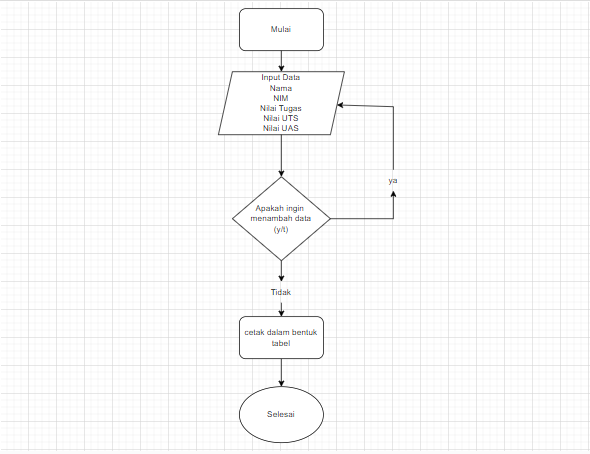 Mulai
Input Data
Nama
NIM
Nilai Tugas
Nilai UTS
Nilai UAS
ya
Apakah ingin
menambah data
(y/t)
Tidak
cetak dalam bentuk
tabel
Selesai